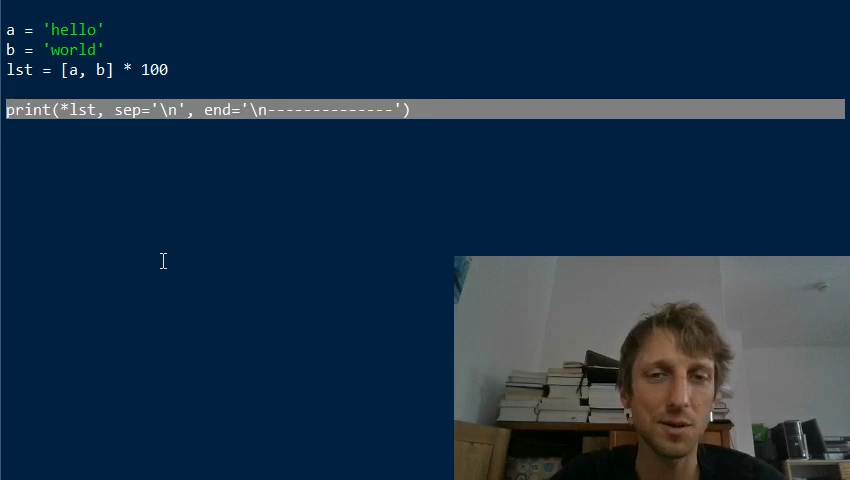 a = 'hello'
b = 'world'
lst = [a, b] * 100
print(*lst, sep='\n', end='\n--------------')